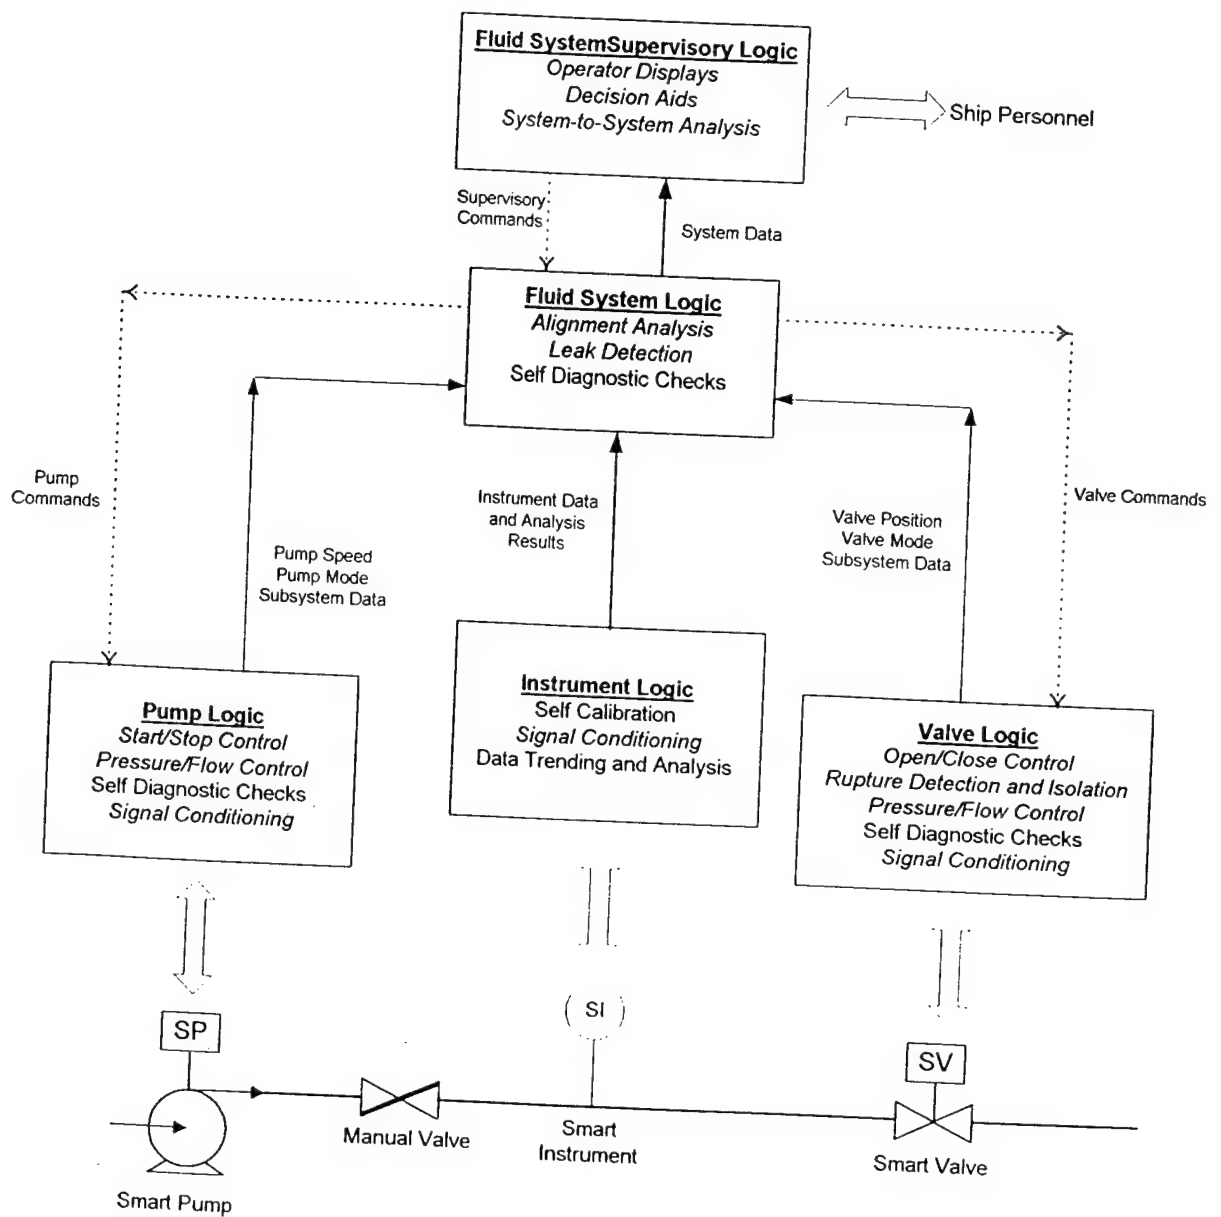 Fluid SystemSupervisory Logic
Operator Displays
Decision Aids
System-to-System Analysis
Ship Personnel
Supervisory
Commands
System Data
Fluid System Logic
Alignment Analysis
Leak Detection
Self Diagnostic Checks
Pump
Commands
Pump Speed
Pump Mode
Subsystem Data
Instrument Data
and Analysis
Results
Valve Position
Valve Mode
Subsystem Data
Valve Commands
Pump Logic
Start/Stop Control
Pressure/Flow Control
Self Diagnostic Checks
Signal Conditioning
Instrument Logic
Self Calibration
Signal Conditioning
Data Trending and Analysis
Valve Logic
Open/Close Control
Rupture Detection and Isolation
Pressure/Flow Control
Self Diagnostic Checks
Signal Conditioning
SP
SI
SV
Manual Valve
Smart
Instrument
Smart Valve
Smart Pump